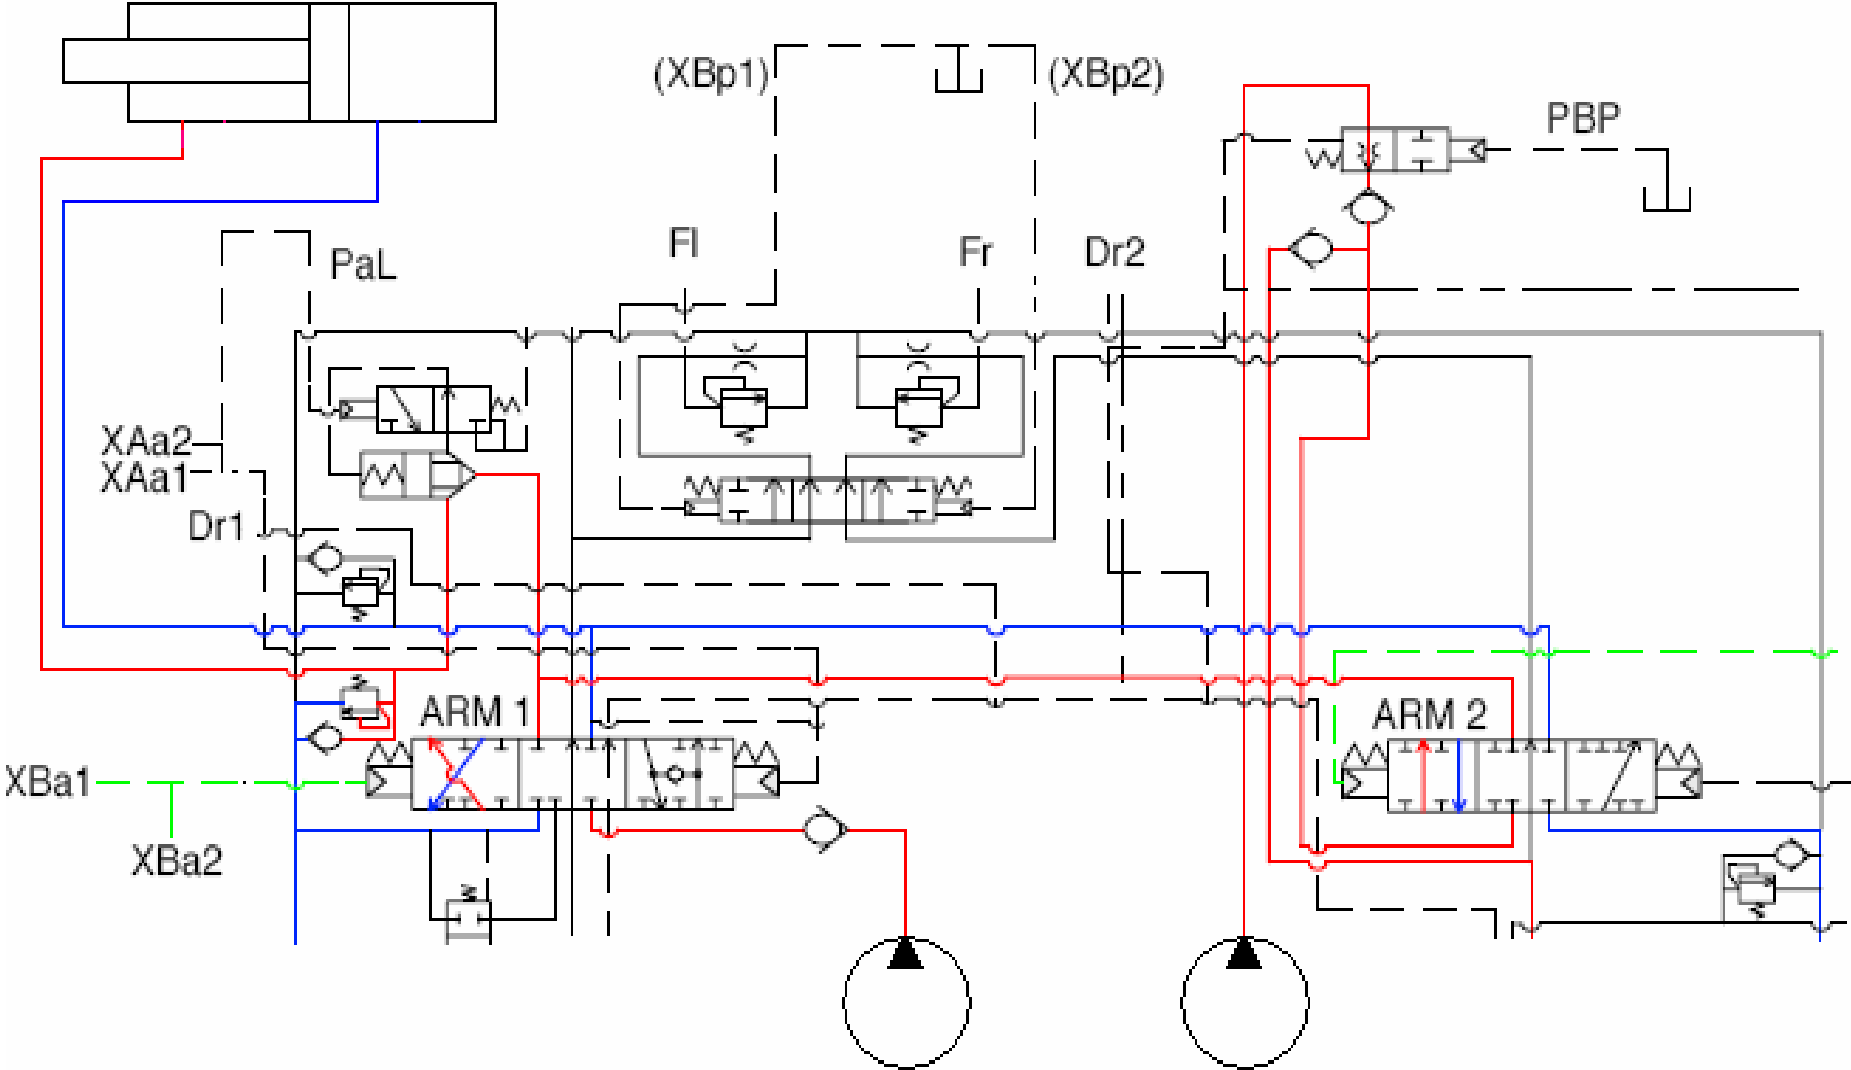 (XBp1)
(XBp2)
PBP
PaL
Fl
Fr
Dr2
XAa2
XAa1
Dr1
ARM 1
ARM 2
XBa1
XBa2